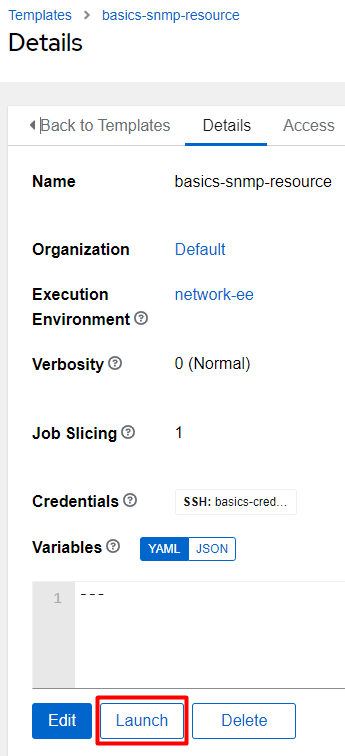 Templates > basics-snmp-resource
Details
Back to Templates Details Access
Name basics-snmp-resource
Organization Default
Execution Environment network-ee
Verbosity 0 (Normal)
Job Slicing 1
Credentials SSH: basics-cred...
Variables YAML JSON
1 ---
Edit Launch Delete